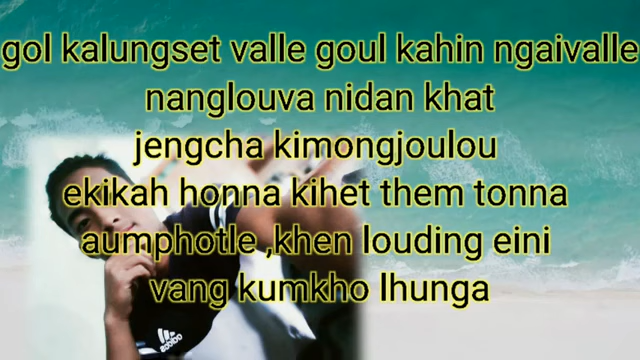 gol kalungset valle goul kahin ngaivalle
nanglouva nidan khat
jengcha kimongjoulou
ekikah honna kihet them tonna
aumphotle ,khen louding eini
vang kumkho lhunga